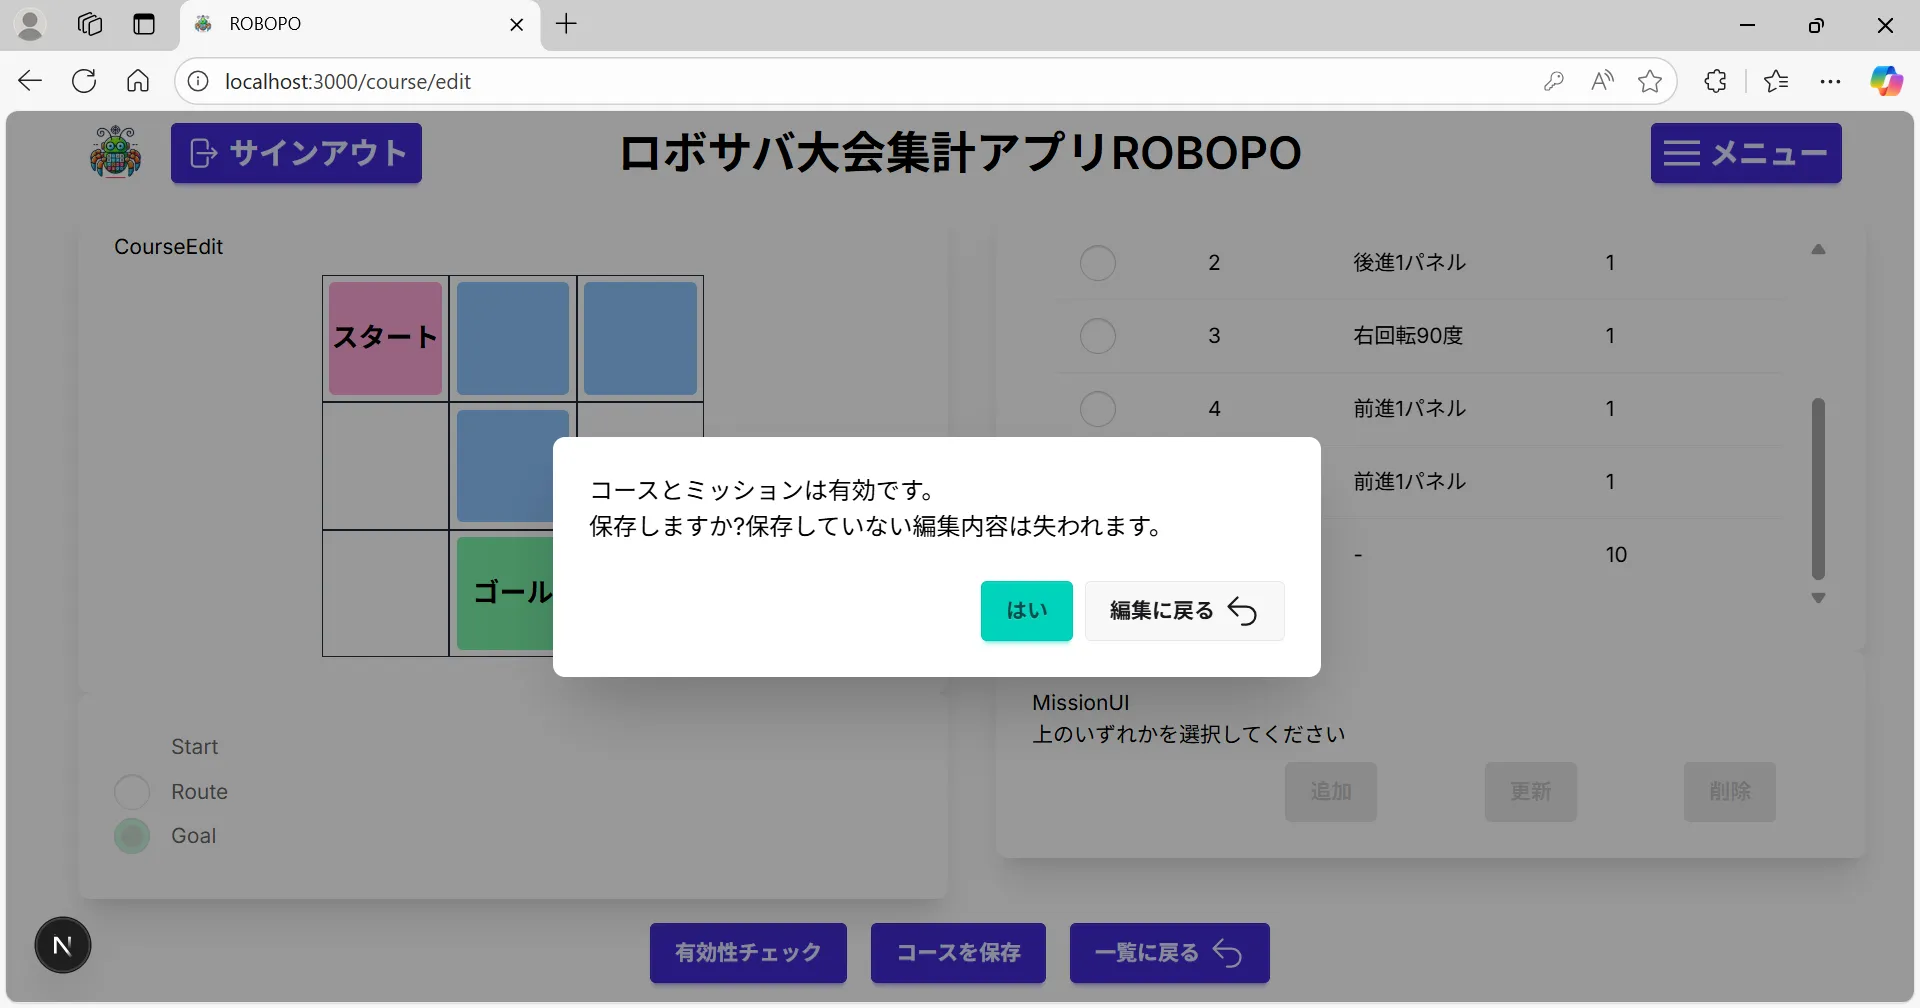 ROBOPO
localhost:3000/course/edit
サインアウト
ロボサバ大会集計アプリROBOPO
メニュー
CourseEdit
スタート
ゴール
2 後進1パネル 1
3 右回転90度 1
4 前進1パネル 1
前進1パネル 1
- 10
コースとミッションは有効です。
保存しますか?保存していない編集内容は失われます。
はい
編集に戻る
Start
Route
Goal
MissionUI
上のいずれかを選択してください
追加
更新
削除
有効性チェック
コースを保存
一覧に戻る
N